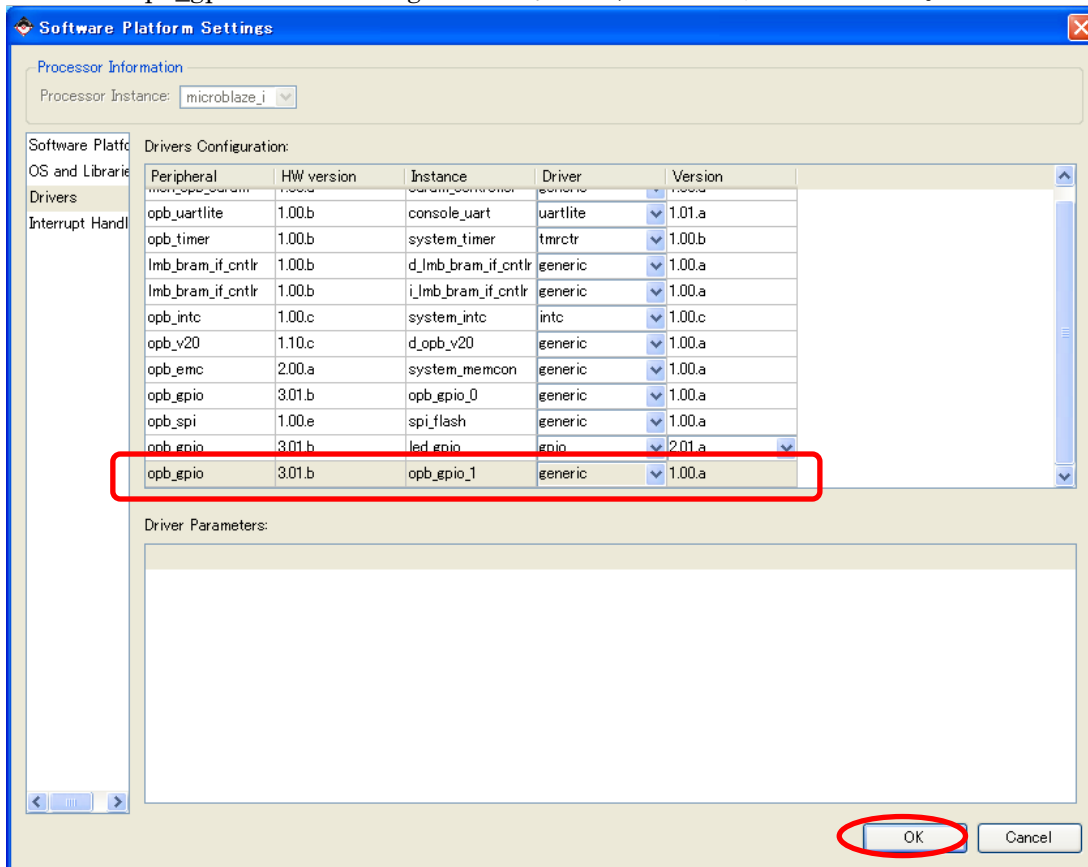 Software Platform Settings
Processor Information
Processor Instance: microblaze_i
Software Platfo
OS and Librarie
Drivers
Interrupt Handl
Drivers Configuration:
Peripheral HW version Instance Driver Version
opb_uartlite 1.00.b console_uart uartlite 1.01.a
opb_timer 1.00.b system_timer tmrctr 1.00.b
lmb_bram_if_cntlr 1.00.b d_lmb_bram_if_cntlr generic 1.00.a
lmb_bram_if_cntlr 1.00.b i_lmb_bram_if_cntlr generic 1.00.a
opb_intc 1.00.c system_intc intc 1.00.c
opb_v20 1.10.c d_opb_v20 generic 1.00.a
opb_emc 2.00.a system_memcon generic 1.00.a
opb_gpio 3.01.b opb_gpio_0 generic 1.00.a
opb_spi 1.00.e spi_flash generic 1.00.a
opb_gpio 3.01.b led_gpio gpio 2.01.a
opb_gpio 3.01.b opb_gpio_1 generic 1.00.a
Driver Parameters:
OK Cancel